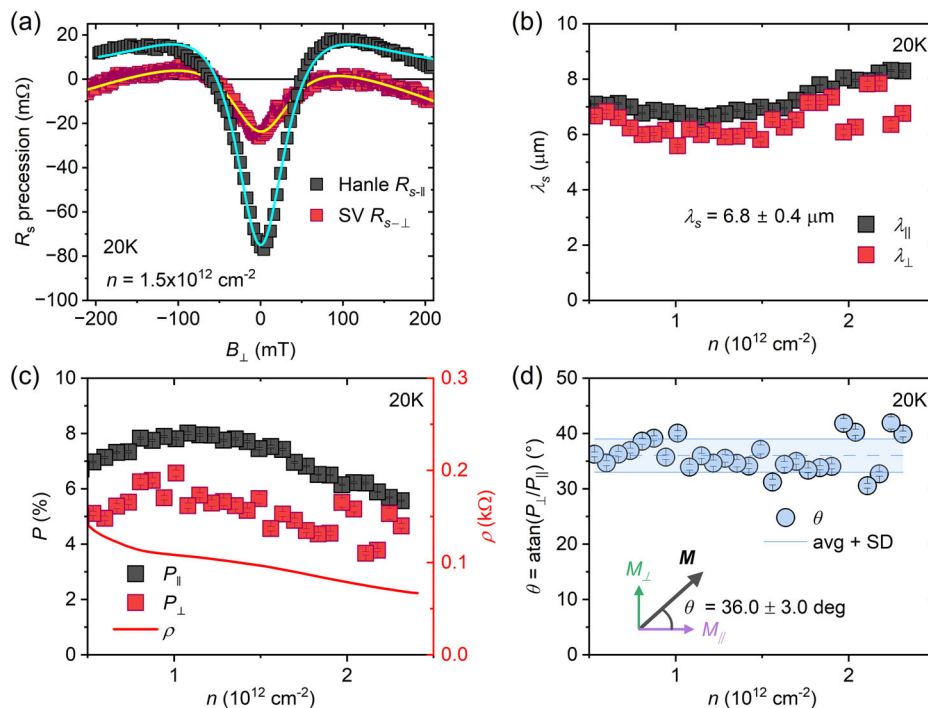 (a)
20
0
−20
−40
−60
−80
−100
R_s precession (mΩ)
Hanle R_s-∥
SV R_s−⊥
20K
n = 1.5x10^12 cm^-2
−200 −100 0 100 200
B_⊥ (mT)
(b)
20K
10
8
6
4
2
0
λ_s (μm)
λ_s = 6.8 ± 0.4 μm
λ_∥
λ_⊥
1 2
n (10^12 cm^-2)
(c)
20K
10
8
6
4
2
0
P (%)
0.3
0.2
0.1
0.0
ρ (kΩ)
P_∥
P_⊥
ρ
1 2
n (10^12 cm^-2)
(d)
20K
50
40
30
20
10
0
θ = atan(P_⊥/P_∥) (°)
θ
avg + SD
M
M_⊥
θ = 36.0 ± 3.0 deg
M_//
1 2
n (10^12 cm^-2)